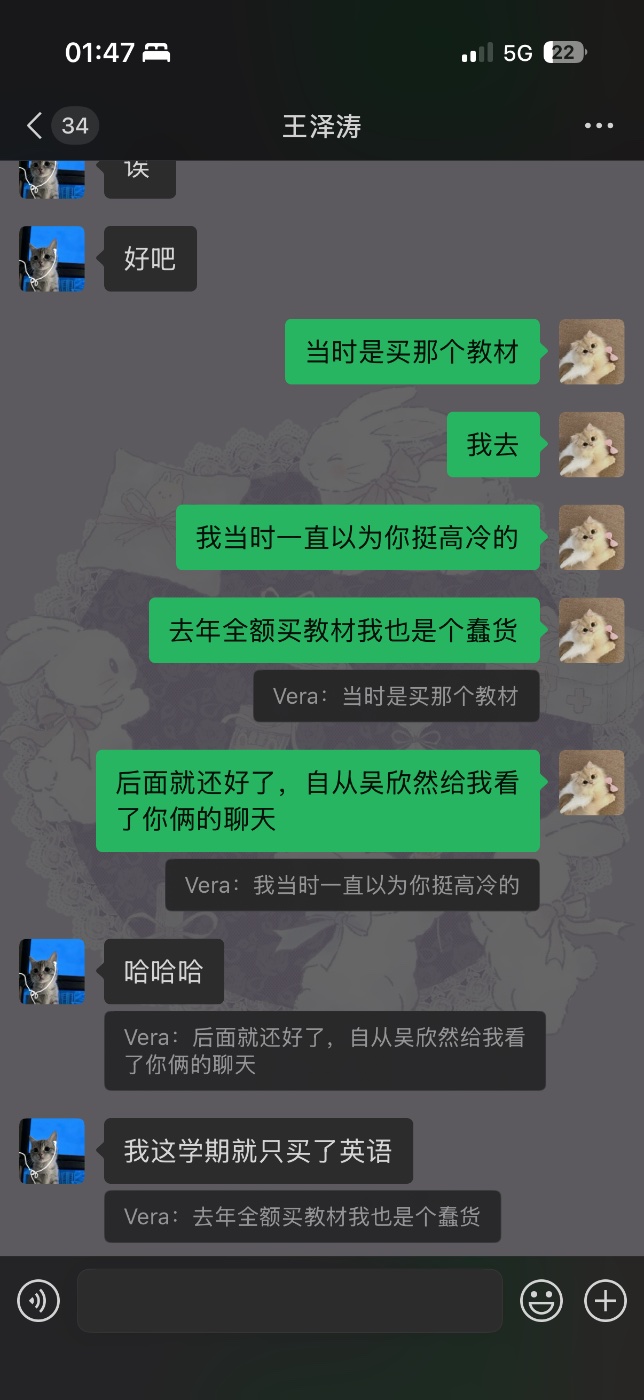 01:47
5G
22
34
王泽涛
诶
好吧
当时是买那个教材
我去
我当时一直以为你挺高冷的
去年全额买教材我也是个蠢货
Vera：当时是买那个教材
后面就还好了，自从吴欣然给我看
了你俩的聊天
Vera：我当时一直以为你挺高冷的
哈哈哈
Vera：后面就还好了，自从吴欣然给我看
了你俩的聊天
我这学期就只买了英语
Vera：去年全额买教材我也是个蠢货